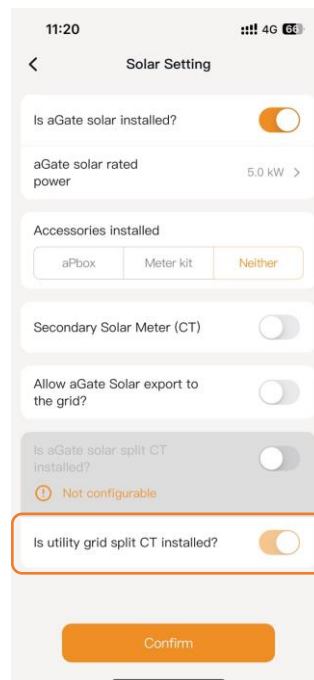 11:20
4G 66
Solar Setting
Is aGate solar installed?
aGate solar rated
power
5.0 kW
Accessories installed
aPbox
Meter kit
Neither
Secondary Solar Meter (CT)
Allow aGate Solar export to
the grid?
Is aGate solar split CT
installed?
Not configurable
Is utility grid split CT installed?
Confirm